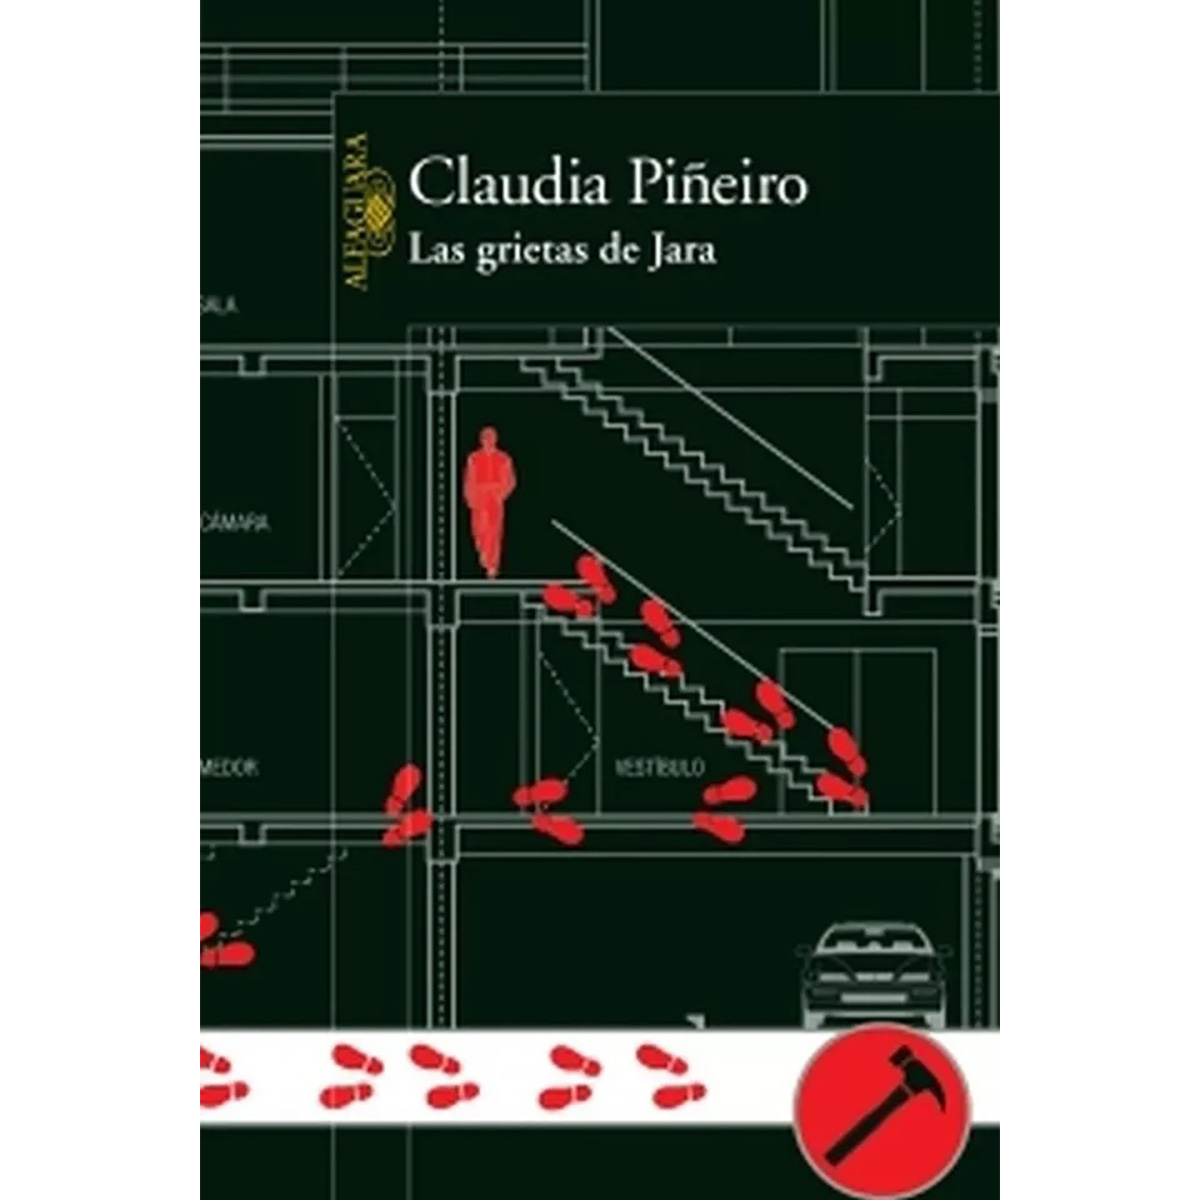 ALFAGUARA
Claudia Piñeiro
Las grietas de Jara
SALA
CÁMARA
MEDOR
VESTÍBULO